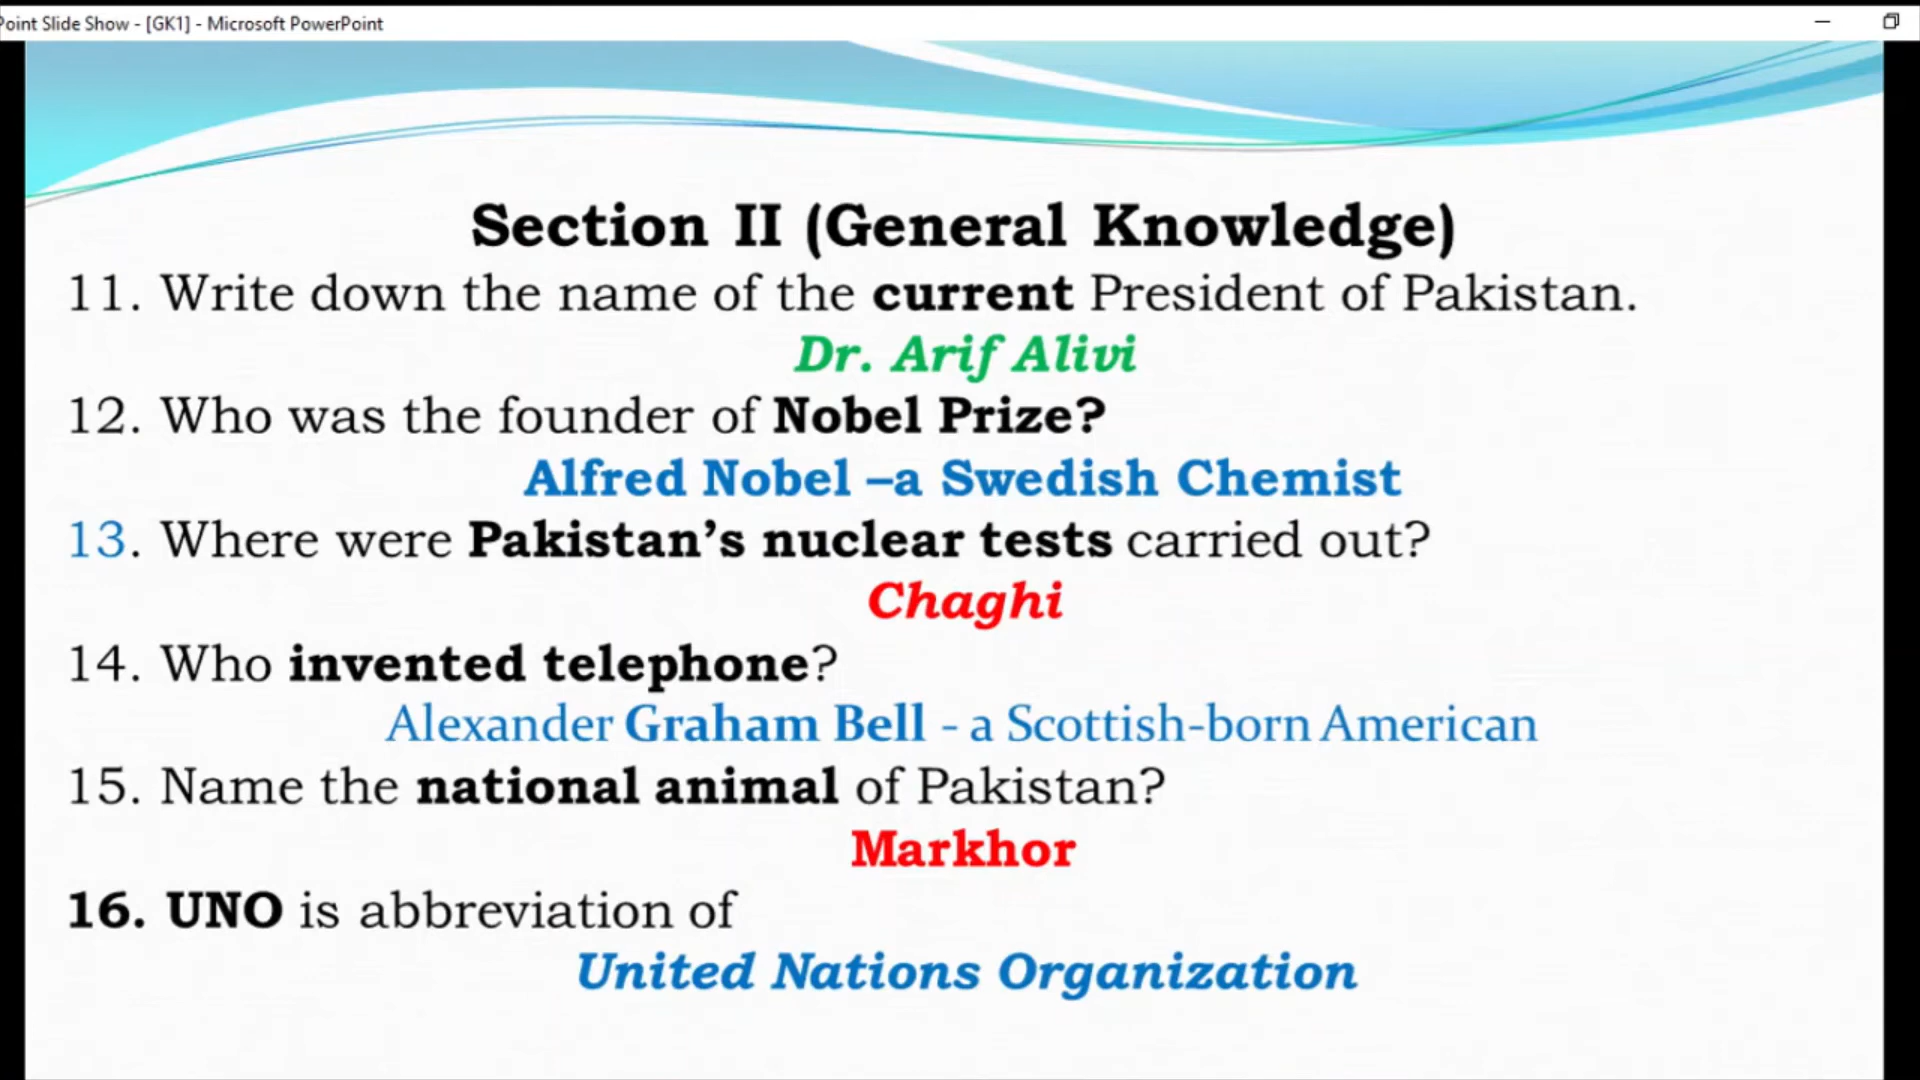 Point Slide Show - [GK1] - Microsoft PowerPoint
Section II (General Knowledge)
11. Write down the name of the current President of Pakistan.
Dr. Arif Alivi
12. Who was the founder of Nobel Prize?
Alfred Nobel –a Swedish Chemist
13. Where were Pakistan’s nuclear tests carried out?
Chaghi
14. Who invented telephone?
Alexander Graham Bell - a Scottish-born American
15. Name the national animal of Pakistan?
Markhor
16. UNO is abbreviation of
United Nations Organization